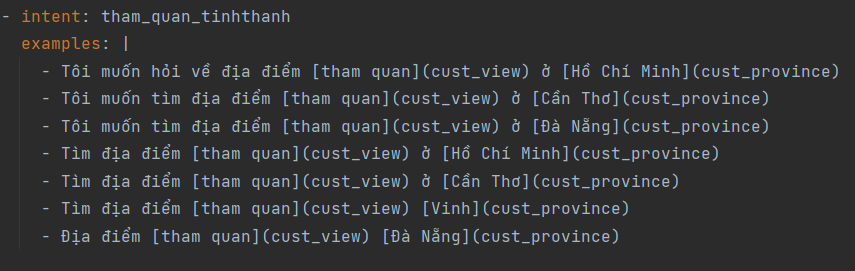 - intent: tham_quan_tinhthanh
examples: |
- Tôi muốn hỏi về địa điểm [tham quan](cust_view) ở [Hồ Chí Minh](cust_province)
- Tôi muốn tìm địa điểm [tham quan](cust_view) ở [Cần Thơ](cust_province)
- Tôi muốn tìm địa điểm [tham quan](cust_view) ở [Đà Nẵng](cust_province)
- Tìm địa điểm [tham quan](cust_view) ở [Hồ Chí Minh](cust_province)
- Tìm địa điểm [tham quan](cust_view) ở [Cần Thơ](cust_province)
- Tìm địa điểm [tham quan](cust_view) [Vinh](cust_province)
- Địa điểm [tham quan](cust_view) [Đà Nẵng](cust_province)